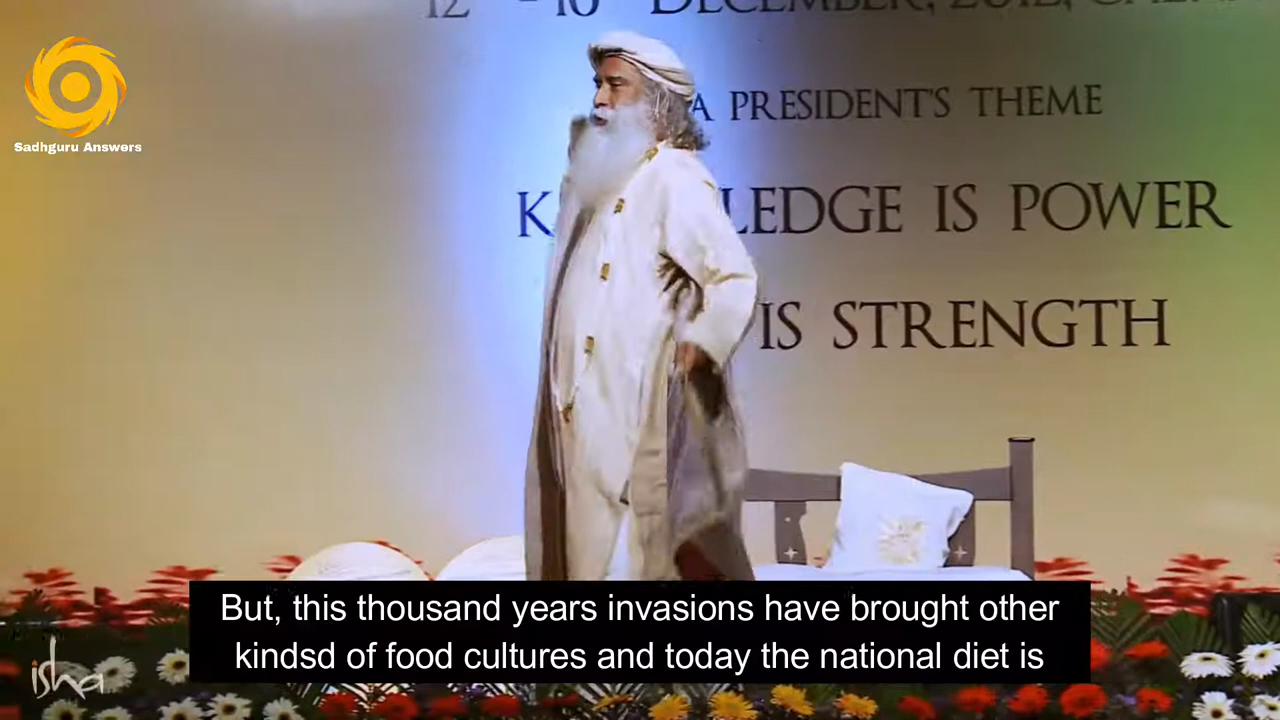 DECEMBER, 2012,
Sadhguru Answers
A PRESIDENT'S THEME
LEDGE IS POWER
IS STRENGTH
But, this thousand years invasions have brought other
kindsd of food cultures and today the national diet is
isha